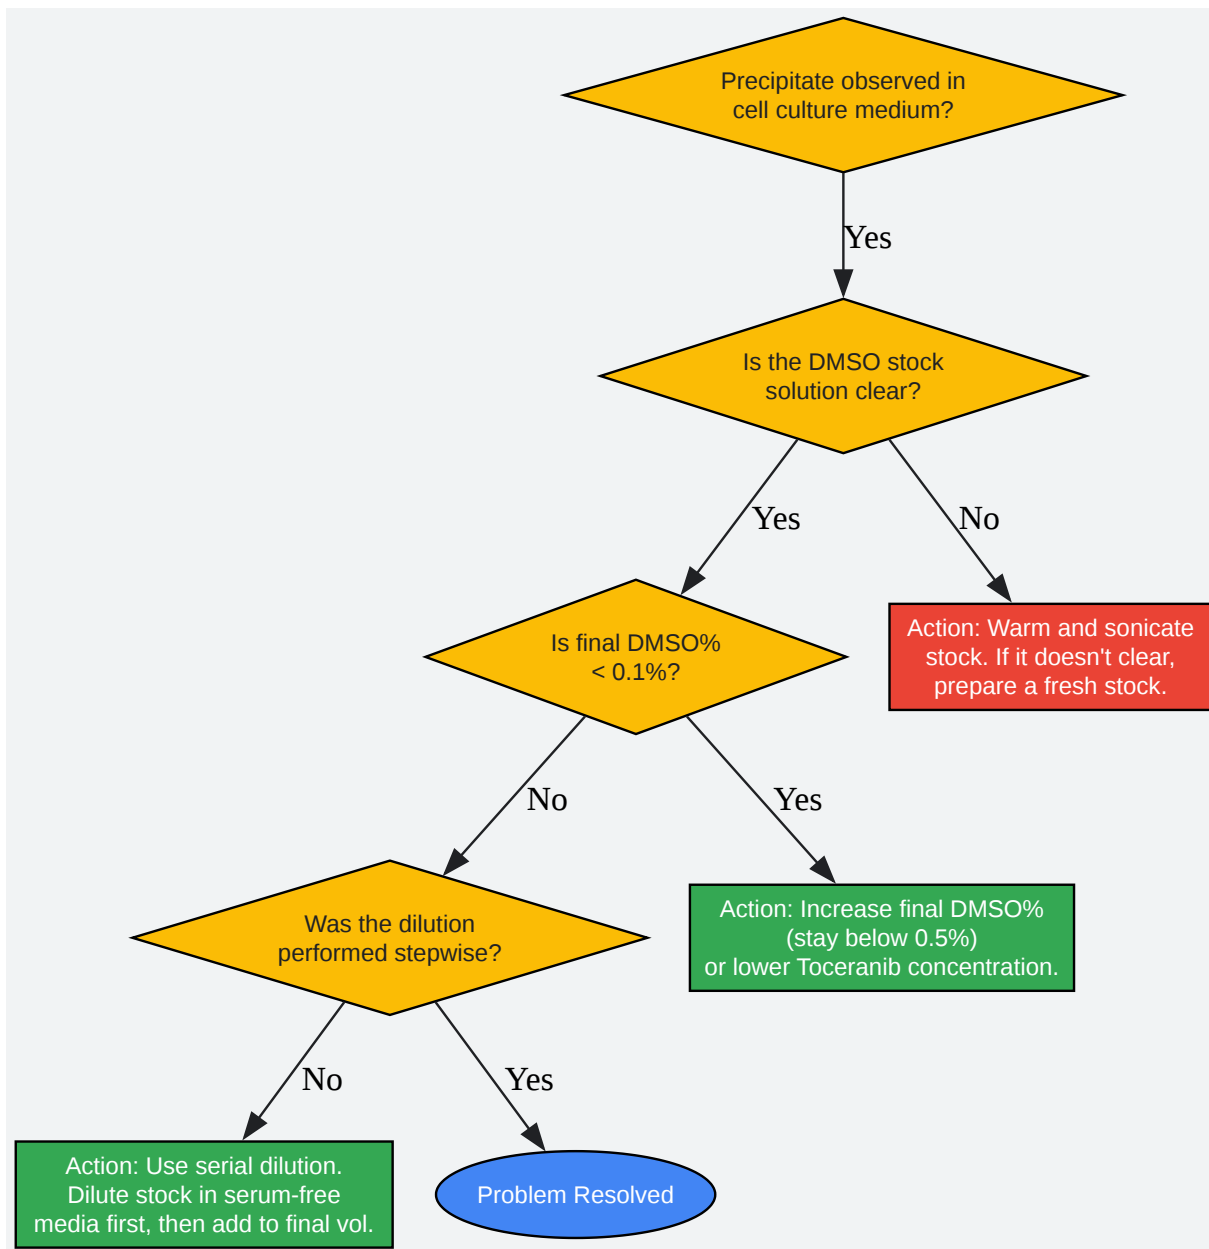 Precipitate observed in
cell culture medium?
Yes
Is the DMSO stock
solution clear?
Yes
No
Is final DMSO%
< 0.1%?
Action: Warm and sonicate
stock. If it doesn't clear,
prepare a fresh stock.
No
Yes
Was the dilution
performed stepwise?
Action: Increase final DMSO%
(stay below 0.5%)
or lower Toceranib concentration.
No
Yes
Action: Use serial dilution.
Dilute stock in serum-free
media first, then add to final vol.
Problem Resolved